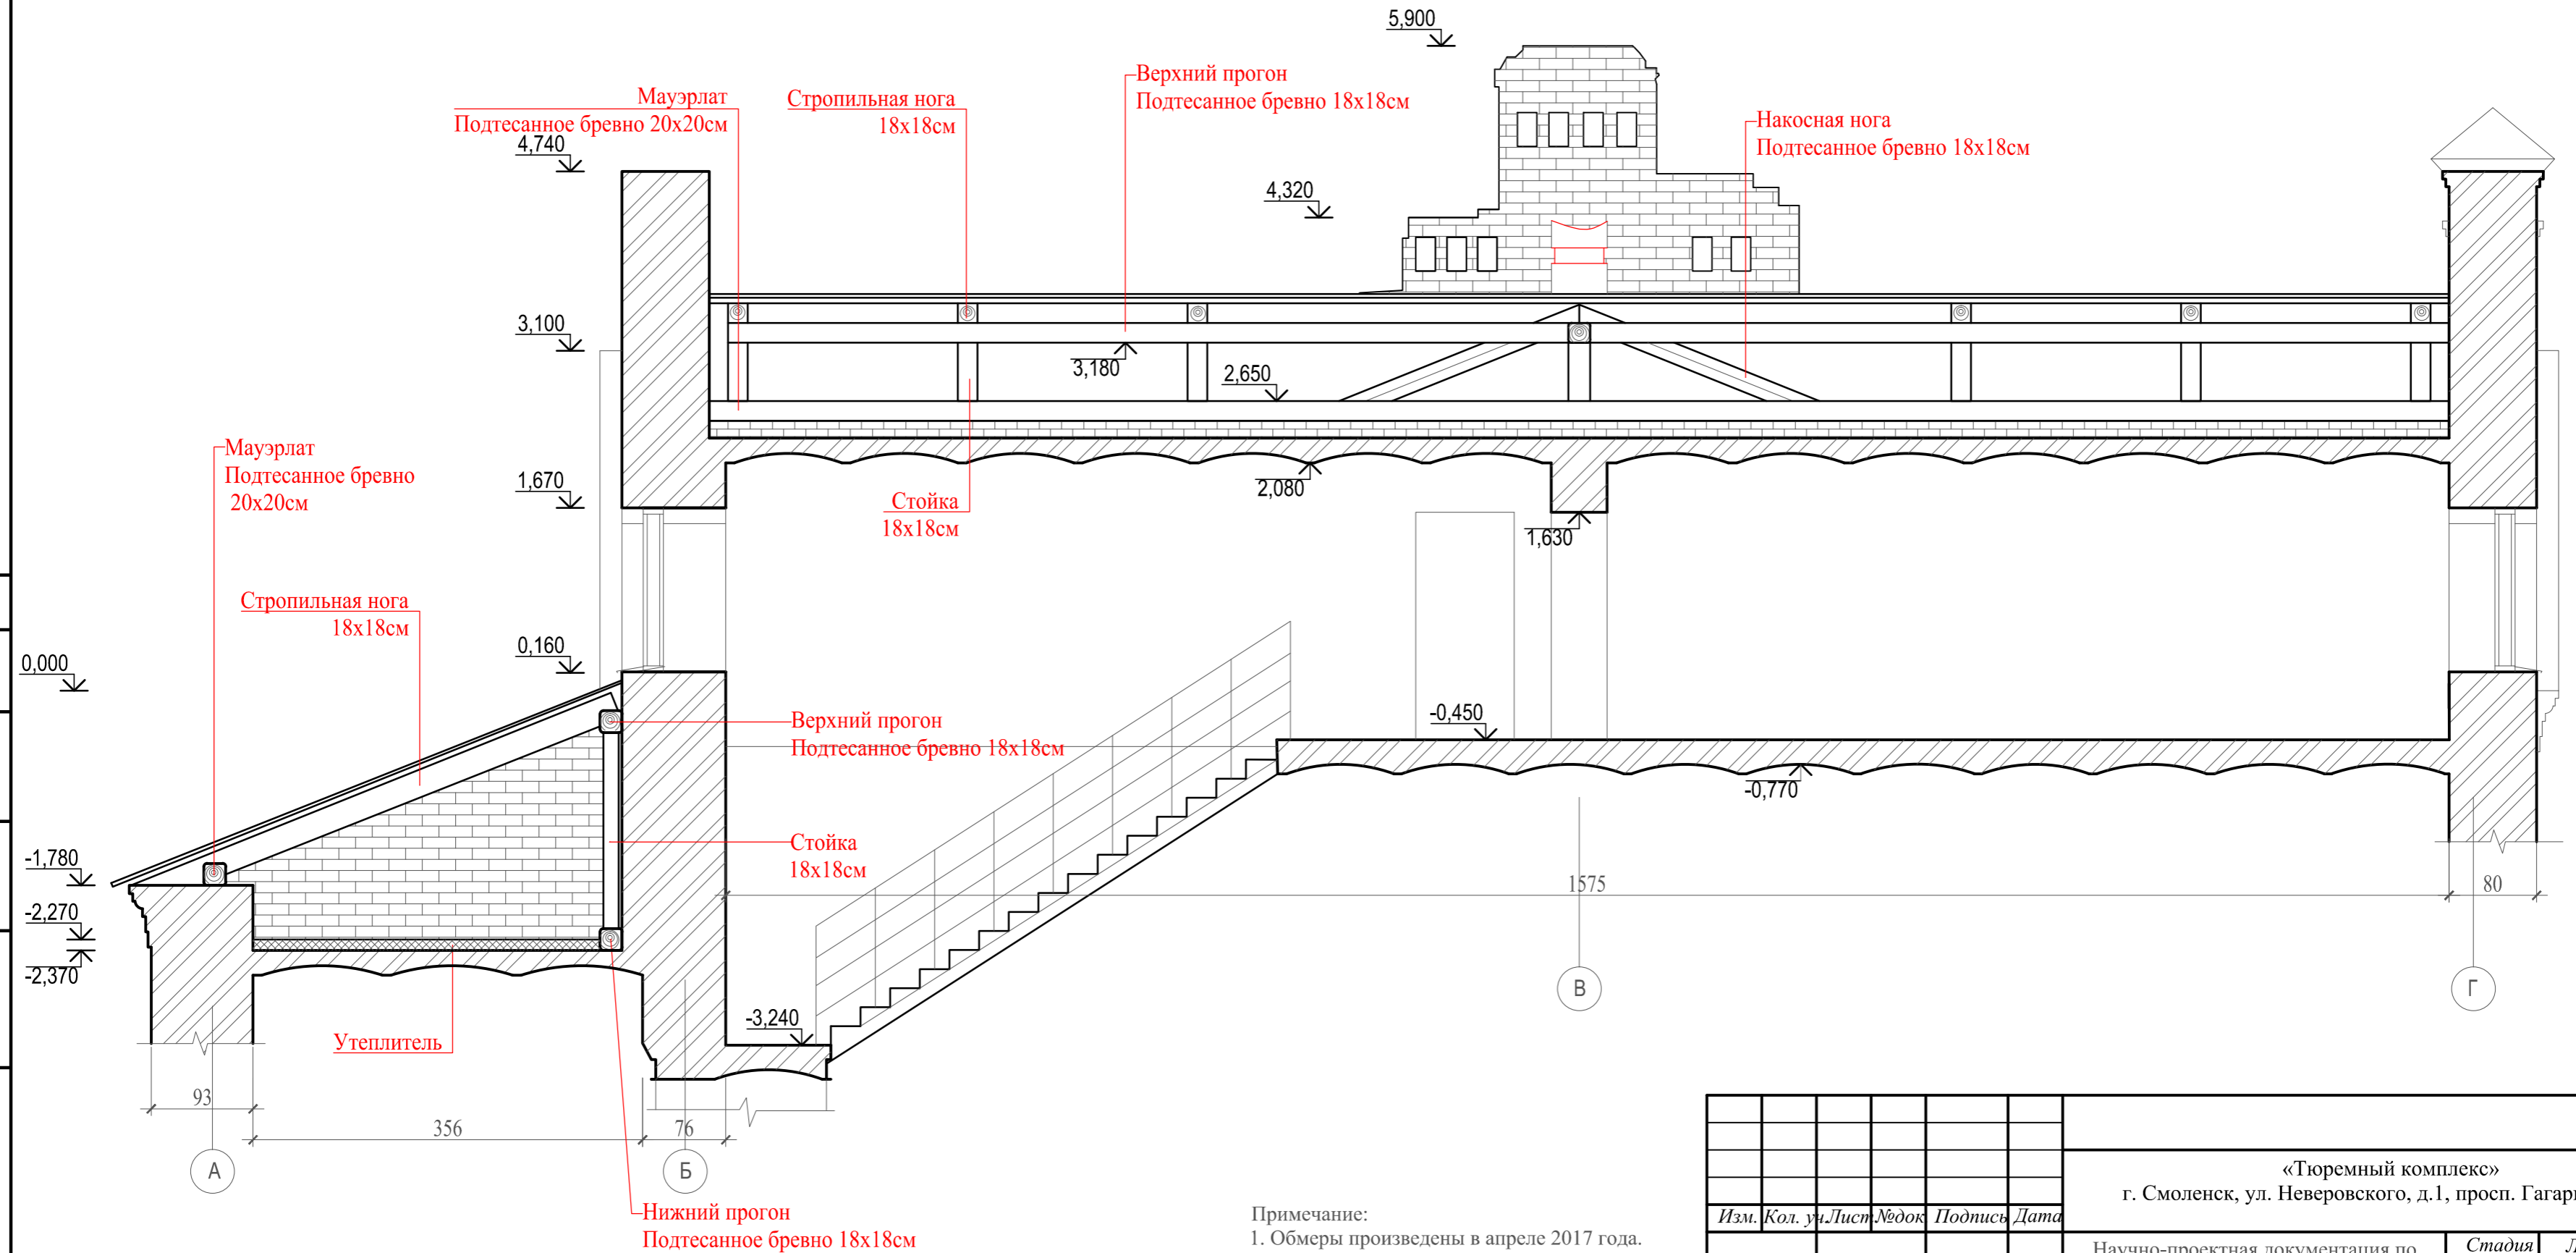 5,900
Верхний прогон
Подтесанное бревно 18х18см
Мауэрлат
Подтесанное бревно 20х20см
Стропильная нога
18х18см
Накосная нога
Подтесанное бревно 18х18см
4,740
4,320
3,100
3,180
2,650
Мауэрлат
Подтесанное бревно
20х20см
1,670
2,080
Стойка
18х18см
1,630
Стропильная нога
18х18см
0,160
0,000
Верхний прогон
Подтесанное бревно 18х18см
-0,450
-0,770
Стойка
18х18см
-1,780
1575
80
-2,270
-2,370
В
Г
-3,240
Утеплитель
93
356
76
А
Б
Нижний прогон
Подтесанное бревно 18х18см
Примечание:
1. Обмеры произведены в апреле 2017 года.
«Тюремный комплекс»
г. Смоленск, ул. Неверовского, д.1, просп.
Изм. Кол. уч. Лист №док Подпись Дата
Научно-проектная документация по
Стадия